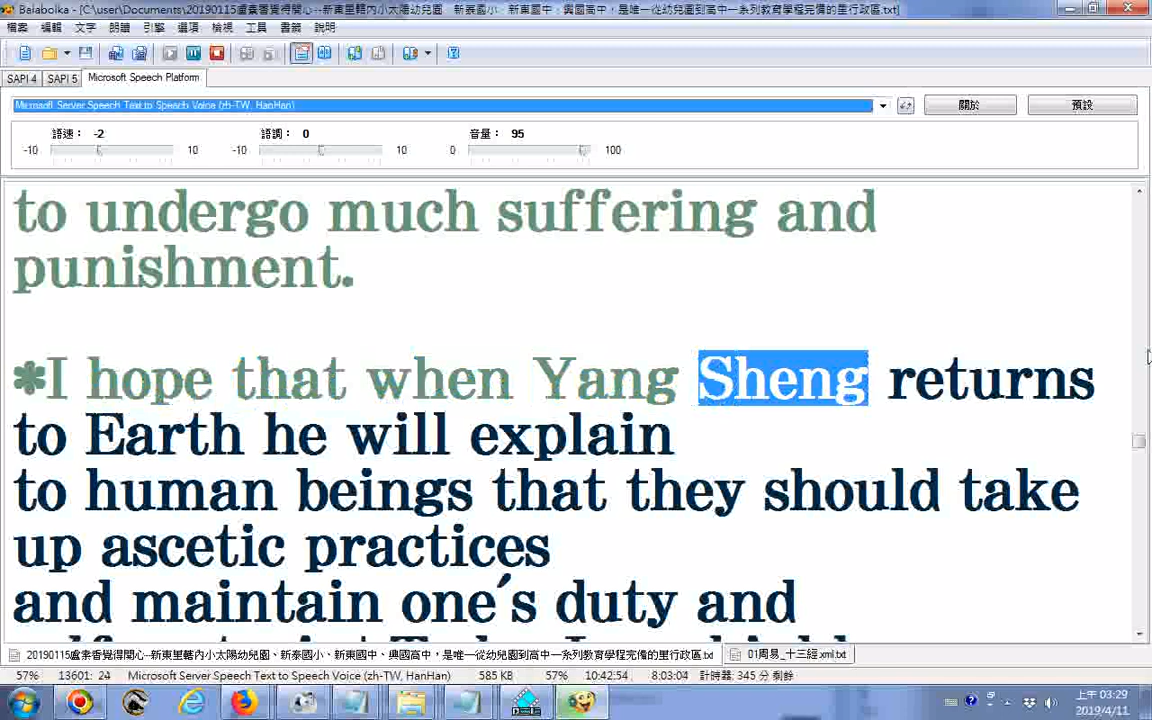 Balabolka - [C:\user\Documents\20190115盧素香覺得開心--新東里轄內小太陽幼兒園、新泰國小、新東國中、興國高中，是唯一從幼兒園到高中一系列教育學程完備的里行政區.txt]
檔案 編輯 文字 朗讀 引擎 選項 檢視 工具 書籤 說明
SAPI 4 SAPI 5 Microsoft Speech Platform
Microsoft Server Speech Text to Speech Voice (zh-TW, HanHan)
關於 預設
語速： -2 語調： 0 音量： 95
-10 10 -10 10 0 100
to undergo much suffering and
punishment.
*I hope that when Yang Sheng returns
to Earth he will explain
to human beings that they should take
up ascetic practices
and maintain one's duty and
20190115盧素香覺得開心--新東里轄內小太陽幼兒園、新泰國小、新東國中、興國高中，是唯一從幼兒園到高中一系列教育學程完備的里行政區.txt 01周易_十三經.xml.txt
57% 13601: 24 Microsoft Server Speech Text to Speech Voice (zh-TW, HanHan) 585 KB 57% 10:42:54 8:03:04 計時器: 345 分 剩餘
上午 03:29
2019/4/11